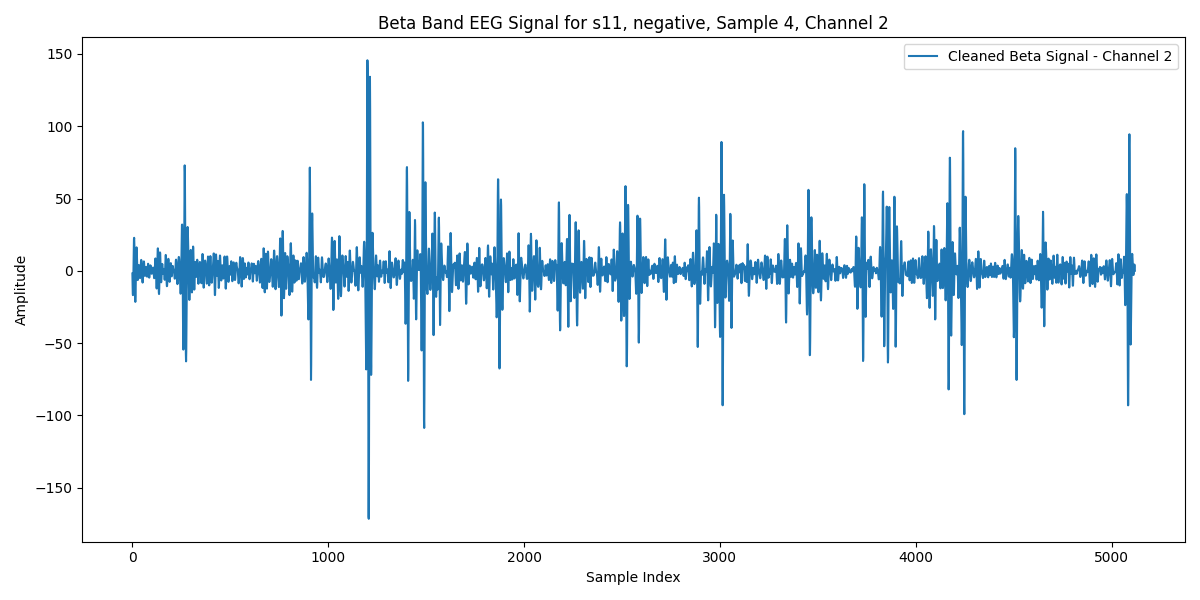 Beta Band EEG Signal for s11, negative, Sample 4, Channel 2
Cleaned Beta Signal - Channel 2
Amplitude
150
100
50
0
−50
−100
−150
0 1000 2000 3000 4000 5000
Sample Index